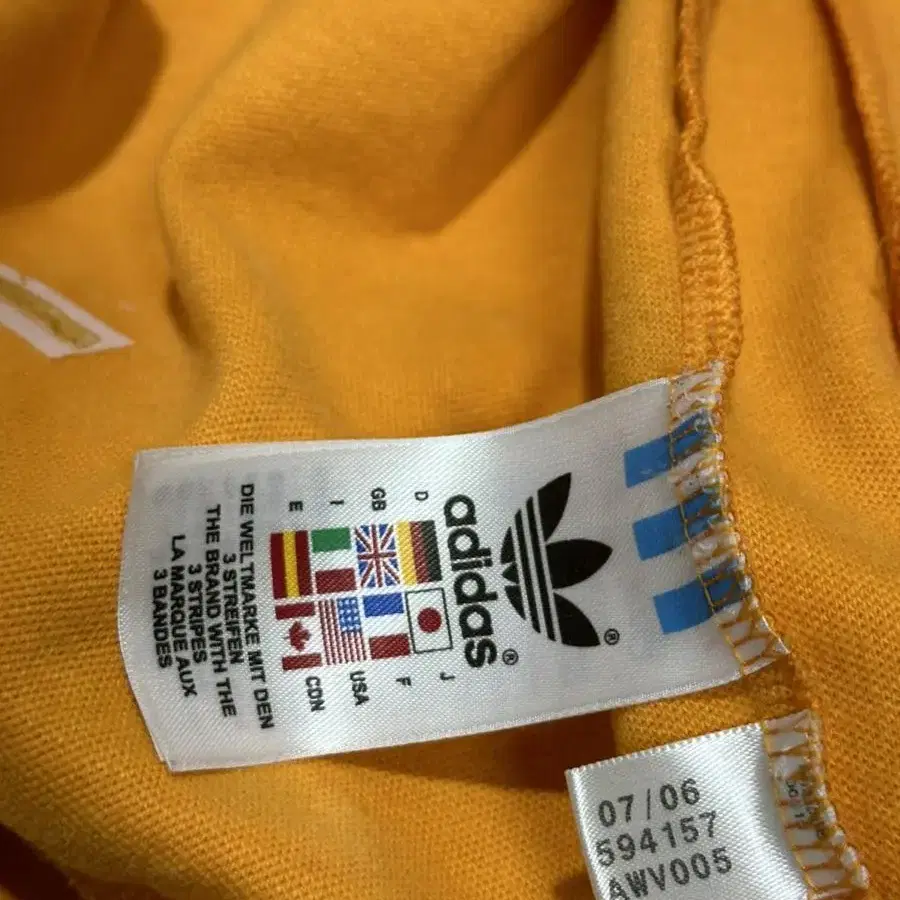 ®
adidas®
D J
GB F
I USA
E CDN
DIE WELTMARKE MIT DEN
3 STREIFEN
THE BRAND WITH THE
3 STRIPES
LA MARQUE AUX
3 BANDES
07/06
594157
AWV005